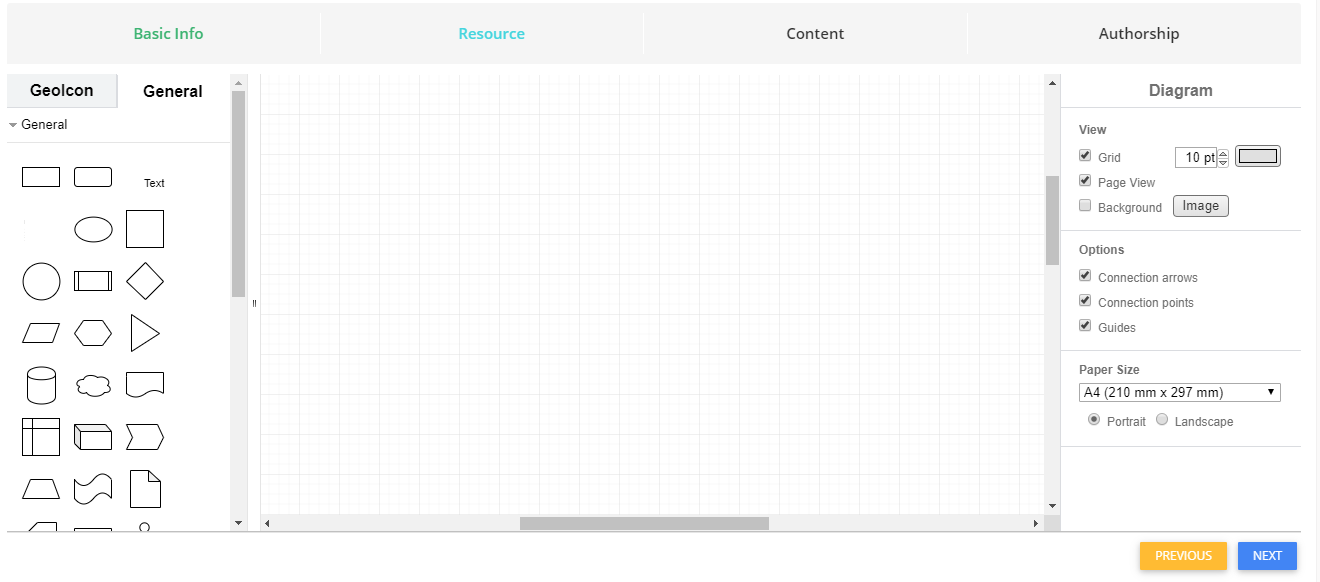 Basic Info Resource Content Authorship
GeoIcon General
General
Text
Diagram
View
Grid 10 pt
Page View
Background Image
Options
Connection arrows
Connection points
Guides
Paper Size
A4 (210 mm x 297 mm)
Portrait Landscape
PREVIOUS NEXT